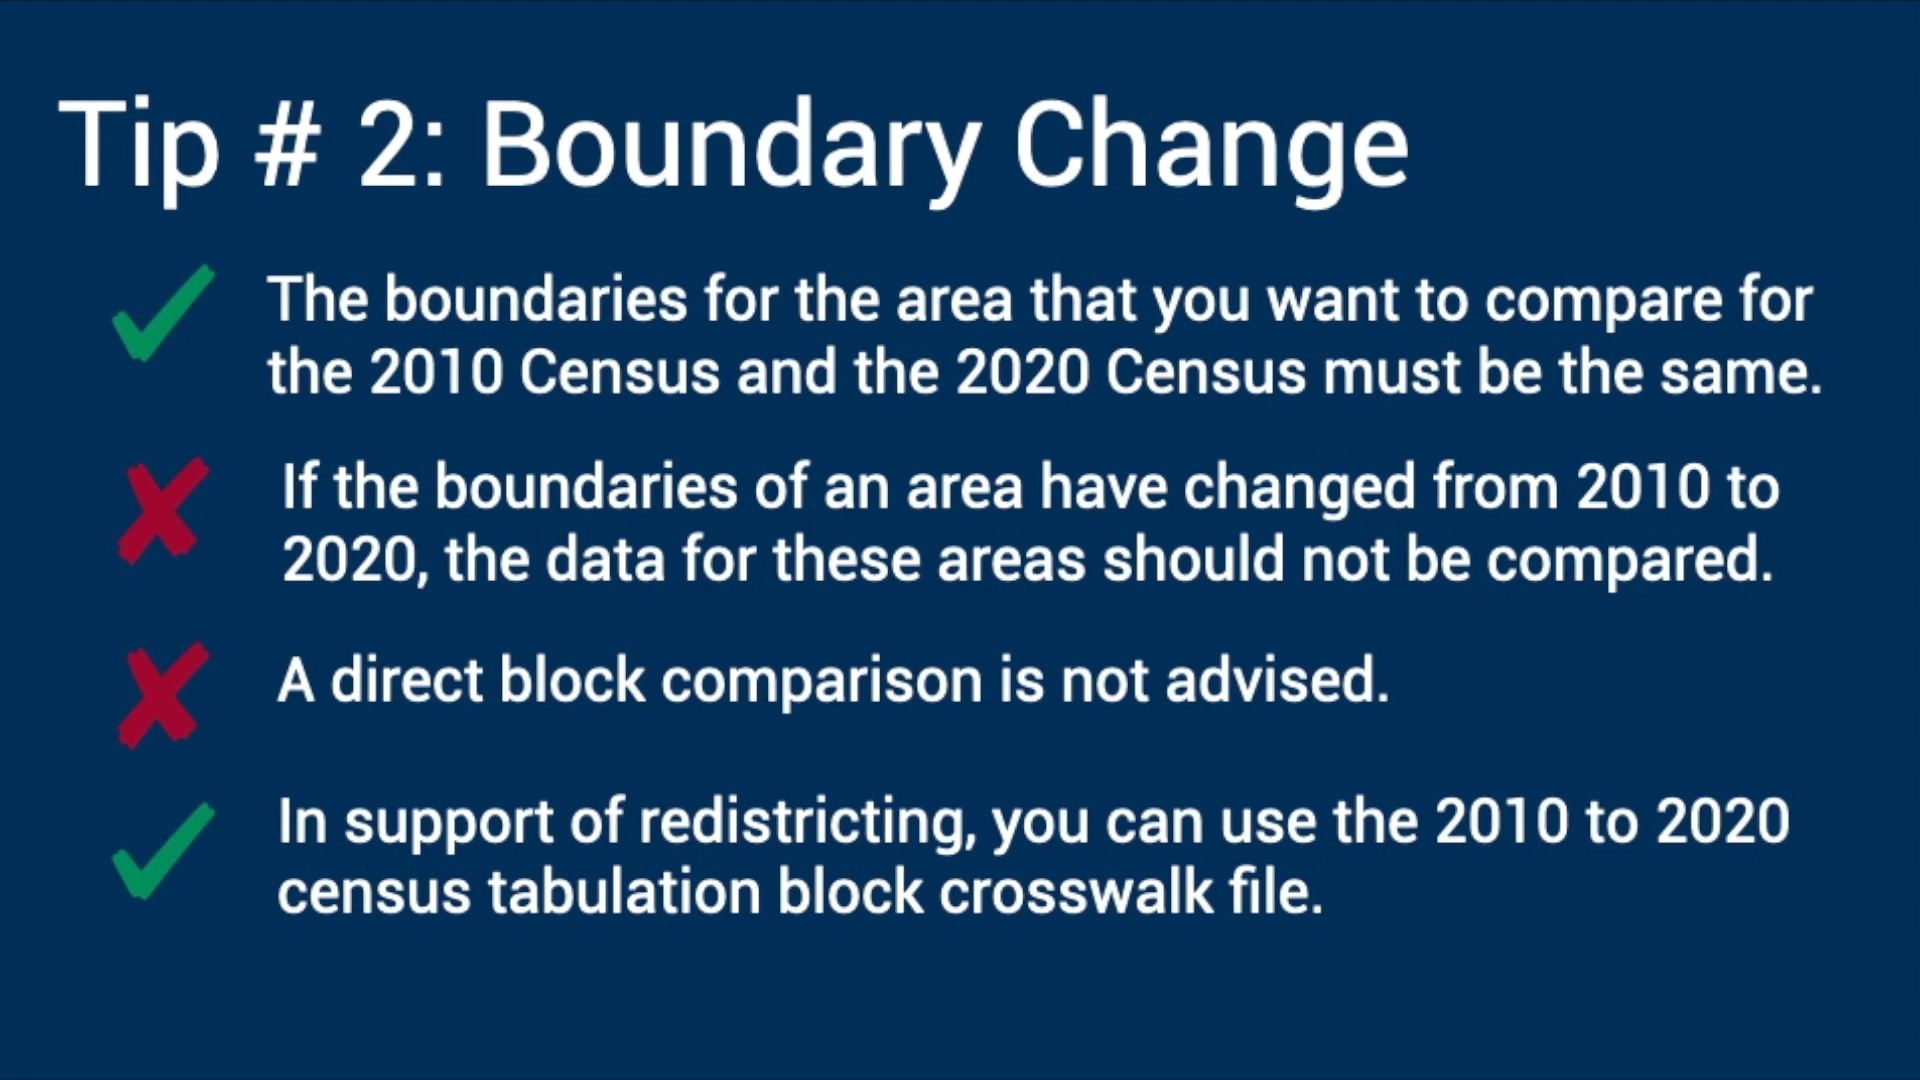 Tip # 2: Boundary Change
The boundaries for the area that you want to compare for
the 2010 Census and the 2020 Census must be the same.
If the boundaries of an area have changed from 2010 to
2020, the data for these areas should not be compared.
A direct block comparison is not advised.
In support of redistricting, you can use the 2010 to 2020
census tabulation block crosswalk file.